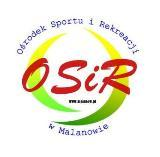 Ośrodek Sportu i Rekreacji
OSiR
w Malanowie